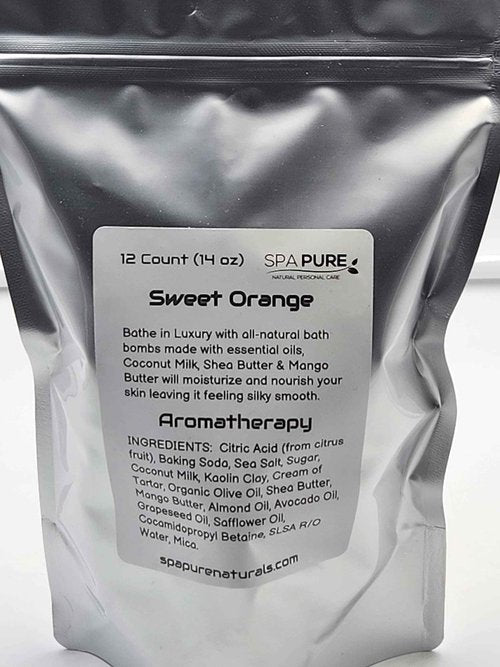 12 Count (14 oz)
SPA PURE
NATURAL PERSONAL CARE
Sweet Orange
Bathe in Luxury with all-natural bath
bombs made with essential oils,
Coconut Milk, Shea Butter & Mango
Butter will moisturize and nourish your
skin leaving it feeling silky smooth.
Aromatherapy
INGREDIENTS: Citric Acid (from citrus
fruit), Baking Soda, Sea Salt, Sugar,
Coconut Milk, Kaolin Clay, Cream of
Tartar, Organic Olive Oil, Shea Butter,
Mango Butter, Almond Oil, Avocado Oil,
Grapeseed Oil, Safflower Oil,
Cocamidopropyl Betaine, SLSA R/O
Water, Mica.
spapurenaturals.com